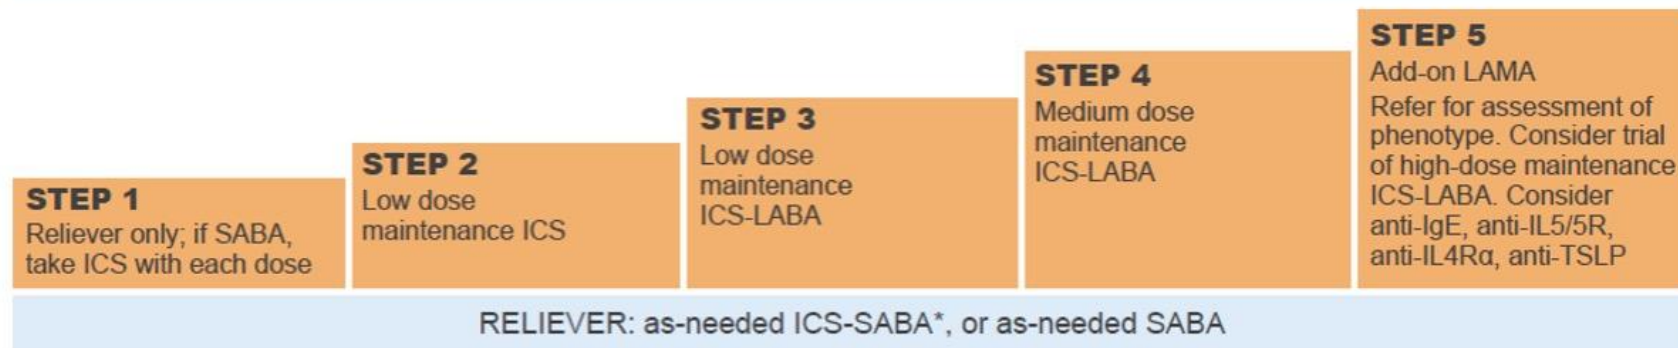 STEP 1
Reliever only; if SABA,
take ICS with each dose
STEP 2
Low dose
maintenance ICS
STEP 3
Low dose
maintenance
ICS-LABA
STEP 4
Medium dose
maintenance
ICS-LABA
STEP 5
Add-on LAMA
Refer for assessment of
phenotype. Consider trial
of high-dose maintenance
ICS-LABA. Consider
anti-IgE, anti-IL5/5R,
anti-IL4Rα, anti-TSLP
RELIEVER: as-needed ICS-SABA*, or as-needed SABA